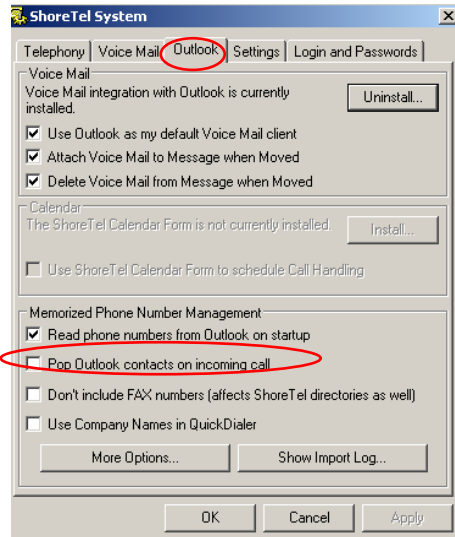 ShoreTel System
Telephony Voice Mail Outlook Settings Login and Passwords
Voice Mail
Voice Mail integration with Outlook is currently
installed.
Uninstall...
Use Outlook as my default Voice Mail client
Attach Voice Mail to Message when Moved
Delete Voice Mail from Message when Moved
Calendar
The ShoreTel Calendar Form is not currently installed.
Install...
Use ShoreTel Calendar Form to schedule Call Handling
Memorized Phone Number Management
Read phone numbers from Outlook on startup
Pop Outlook contacts on incoming call
Don't include FAX numbers (affects ShoreTel directories as well)
Use Company Names in QuickDialer
More Options... Show Import Log...
OK Cancel Apply